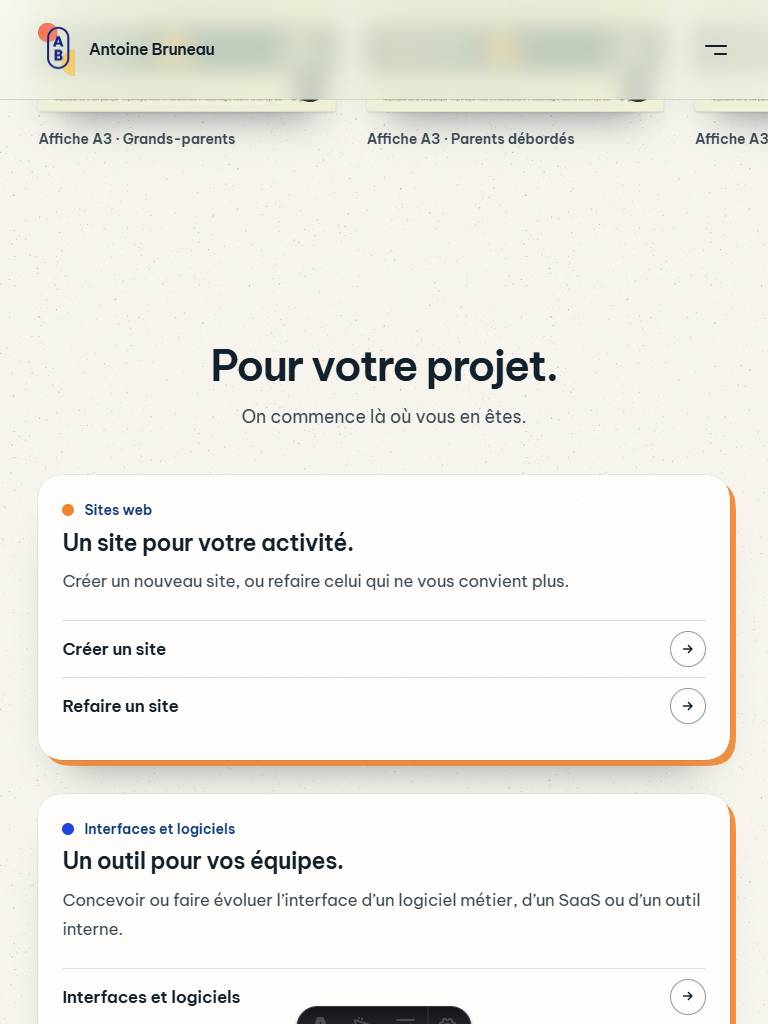 A
B
Antoine Bruneau
Affiche A3 · Grands-parents
Affiche A3 · Parents débordés
Affiche A3
Pour votre projet.
On commence là où vous en êtes.
Sites web
Un site pour votre activité.
Créer un nouveau site, ou refaire celui qui ne vous convient plus.
Créer un site
Refaire un site
Interfaces et logiciels
Un outil pour vos équipes.
Concevoir ou faire évoluer l’interface d’un logiciel métier, d’un SaaS ou d’un outil
interne.
Interfaces et logiciels